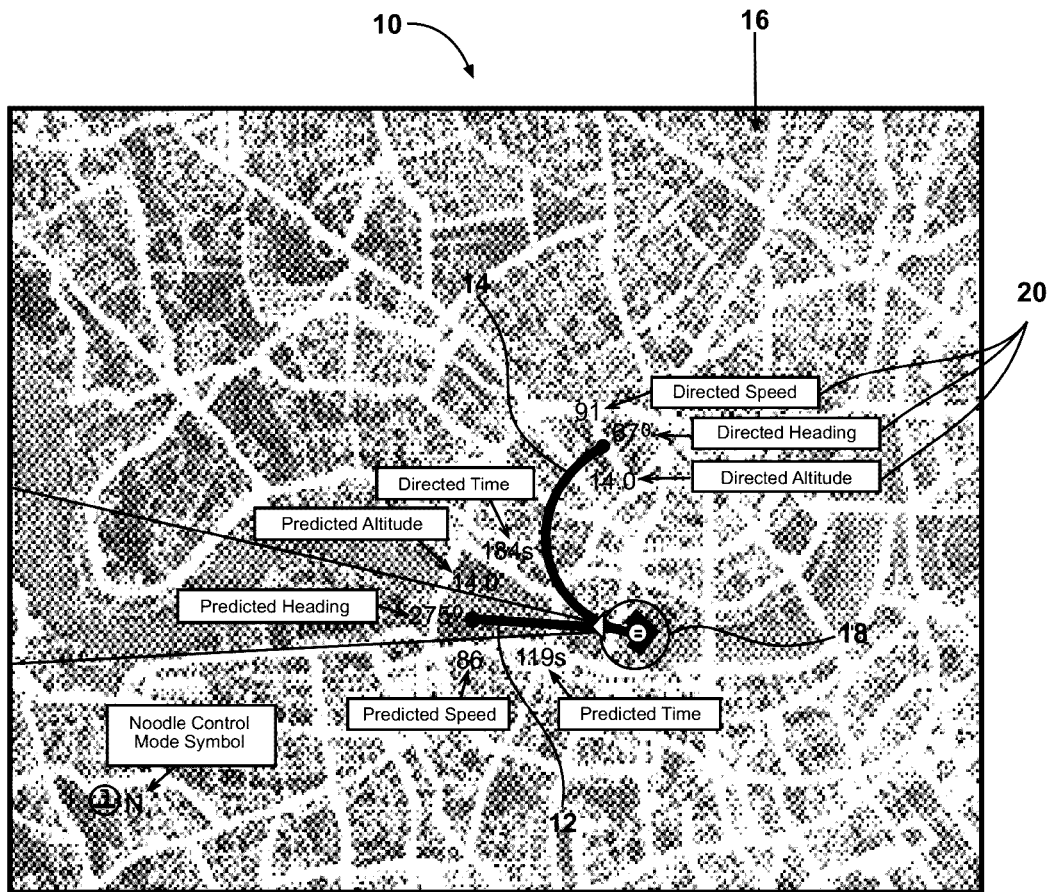 10
16
14
20
Directed Speed
91
Directed Heading
Directed Altitude
14.0
Directed Time
Predicted Altitude
184s
14.0
Predicted Heading
18
86
119s
Predicted Speed
Predicted Time
Noodle Control
Mode Symbol
N
12